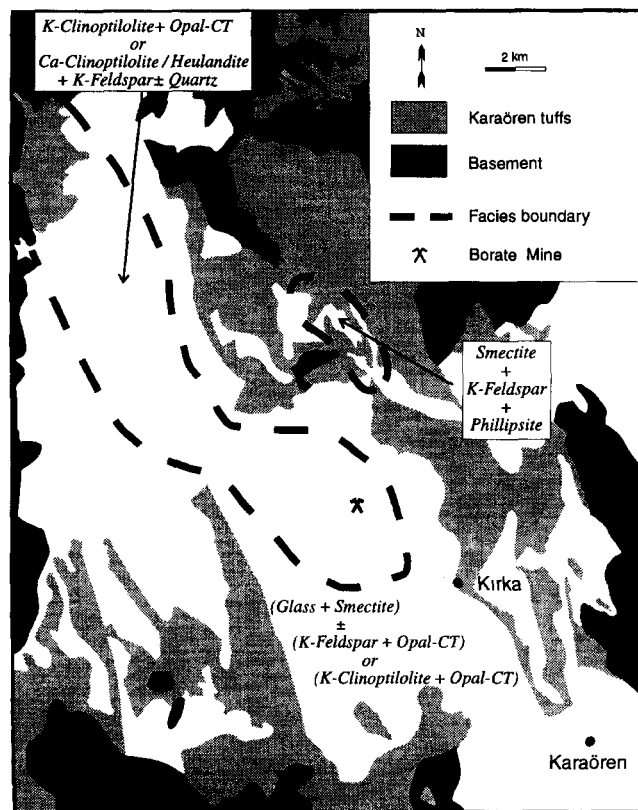 K-Clinoptilolite+ Opal-CT
or
Ca-Clinoptilolite / Heulandite
+ K-Feldspar± Quartz
N
2 km
Karaören tuffs
Basement
Facies boundary
Borate Mine
Smectite
+
K-Feldspar
+
Phillipsite
Kırka
(Glass + Smectite)
±
(K-Feldspar + Opal-CT)
or
(K-Clinoptilolite + Opal-CT)
Karaören